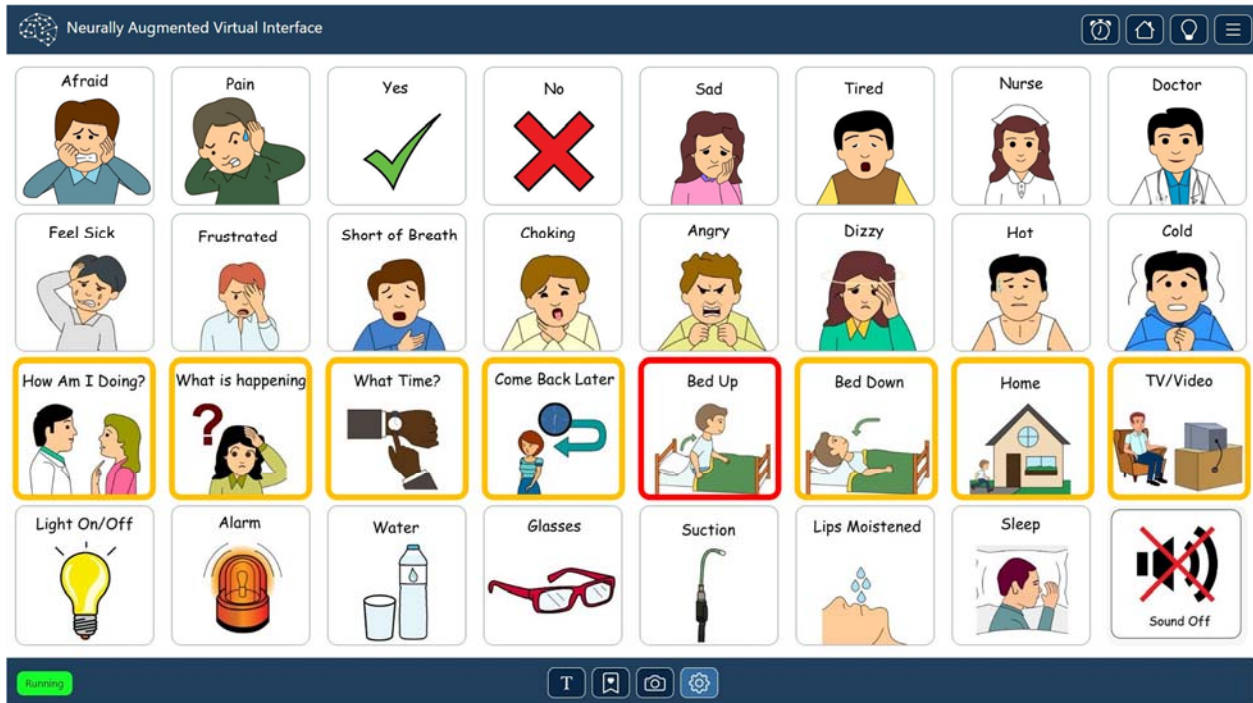 Neurally Augmented Virtual Interface
Afraid
Pain
Yes
No
Sad
Tired
Nurse
Doctor
Feel Sick
Frustrated
Short of Breath
Choking
Angry
Dizzy
Hot
Cold
How Am I Doing?
What is happening
What Time?
Come Back Later
Bed Up
Bed Down
Home
TV/Video
?
Light On/Off
Alarm
Water
Glasses
Suction
Lips Moistened
Sleep
Sound Off
Running
T